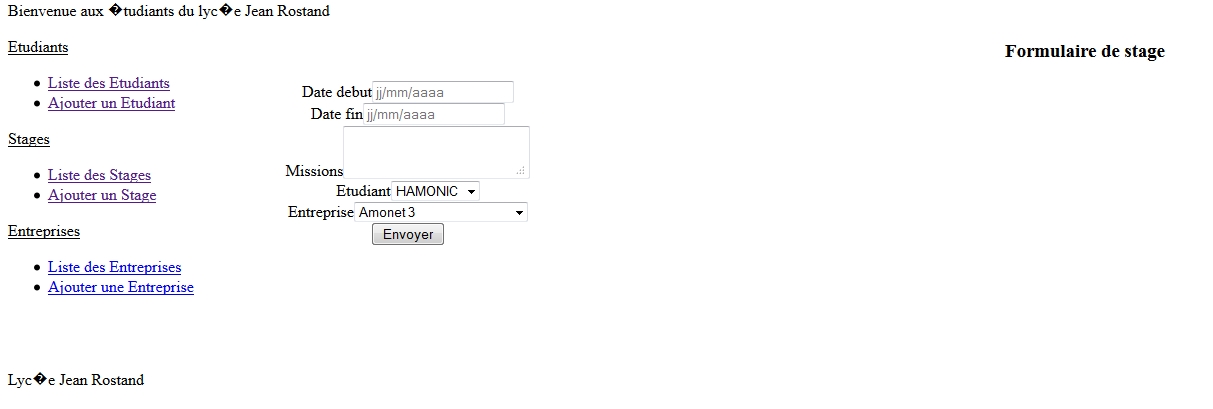 Bienvenue aux �tudiants du lyc�e Jean Rostand
Etudiants
Liste des Etudiants
Ajouter un Etudiant
Stages
Liste des Stages
Ajouter un Stage
Entreprises
Liste des Entreprises
Ajouter une Entreprise
Formulaire de stage
Date debut jj/mm/aaaa
Date fin jj/mm/aaaa
Missions
Etudiant HAMONIC
Entreprise Amonet 3
Envoyer
Lyc�e Jean Rostand